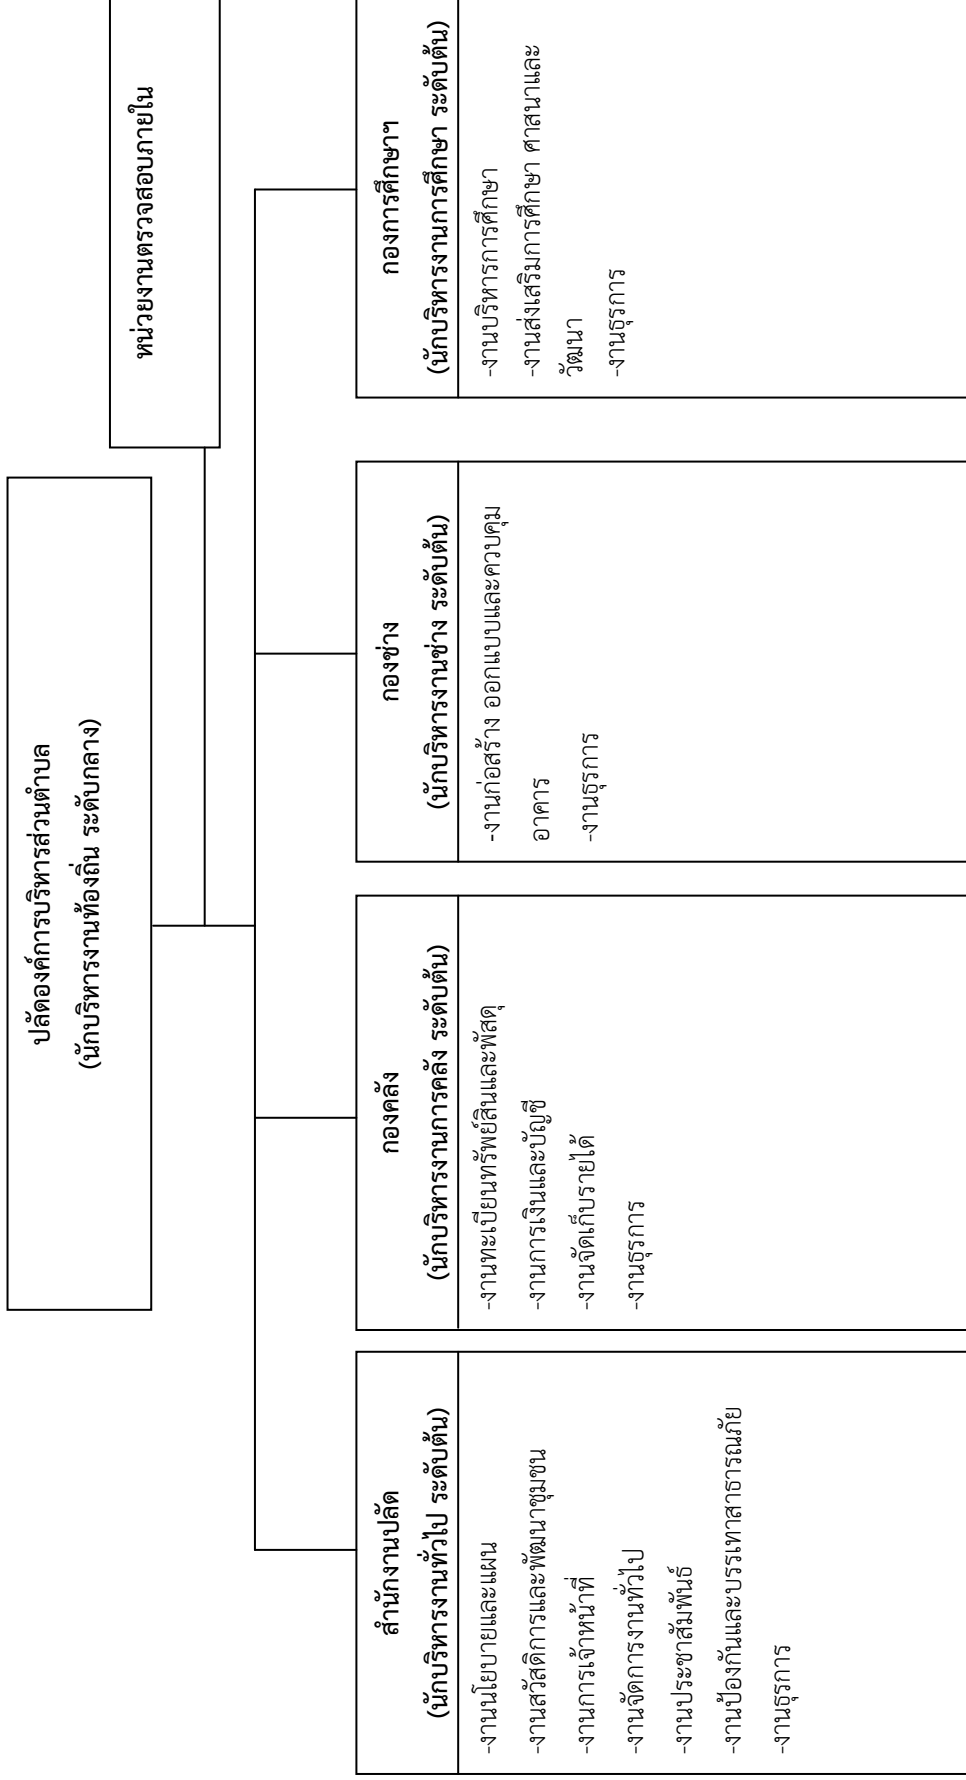 ปลัดองค์การบริหารส่วนตำบล
(นักบริหารงานท้องถิ่น ระดับกลาง)
หน่วยงานตรวจสอบภายใน
สำนักงานปลัด
(นักบริหารงานทั่วไป ระดับต้น)
-งานนโยบายและแผน
-งานสวัสดิการและพัฒนาชุมชน
-งานการเจ้าหน้าที่
-งานจัดการงานทั่วไป
-งานประชาสัมพันธ์
-งานป้องกันและบรรเทาสาธารณภัย
-งานธุรการ
กองคลัง
(นักบริหารงานการคลัง ระดับต้น)
-งานทะเบียนทรัพย์สินและพัสดุ
-งานการเงินและบัญชี
-งานจัดเก็บรายได้
-งานธุรการ
กองช่าง
(นักบริหารงานช่าง ระดับต้น)
-งานก่อสร้าง ออกแบบและควบคุม
อาคาร
-งานธุรการ
กองการศึกษาฯ
(นักบริหารงานการศึกษา ระดับต้น)
-งานบริหารการศึกษา
-งานส่งเสริมการศึกษา ศาสนาและ
วัฒนา
-งานธุรการ